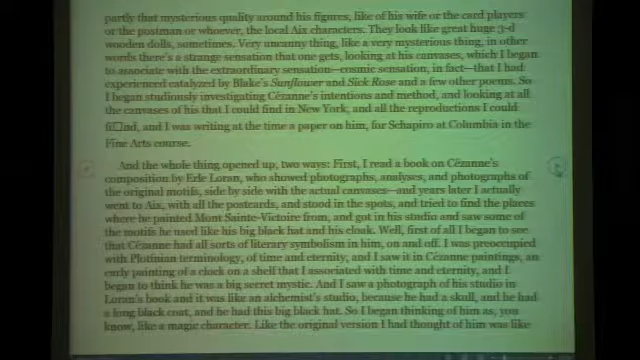 partly that mysterious quality around his figures, like of his wife or the card players
or the postman or whoever, the local Aix characters. They look like great huge 3-d
wooden dolls, sometimes. Very uncanny thing, like a very mysterious thing, in other
words there's a strange sensation that one gets, looking at his canvases, which I began
to associate with the extraordinary sensation—cosmic sensation, in fact—that I had
experienced catalyzed by Blake's Sunflower and Sick Rose and a few other poems. So
I began studiously investigating Cézanne's intentions and method, and looking at all
the canvases of his that I could find in New York, and all the reproductions I could
fi□nd, and I was writing at the time a paper on him, for Schapiro at Columbia in the
Fine Arts course.
And the whole thing opened up, two ways: First, I read a book on Cézanne's
composition by Erle Loran, who showed photographs, analyses, and photographs of
the original motifs, side by side with the actual canvases—and years later I actually
went to Aix, with all the postcards, and stood in the spots, and tried to find the places
where he painted Mont Sainte-Victoire from, and got in his studio and saw some of
the motifs he used like his big black hat and his cloak. Well, first of all I began to see
that Cézanne had all sorts of literary symbolism in him, on and off. I was preoccupied
with Plotinian terminology, of time and eternity, and I saw it in Cézanne paintings, an
early painting of a clock on a shelf that I associated with time and eternity, and I
began to think he was a big secret mystic. And I saw a photograph of his studio in
Loran's book and it was like an alchemist's studio, because he had a skull, and he had
a long black coat, and he had this big black hat. So I began thinking of him as, you
know, like a magic character. Like the original version I had thought of him was like